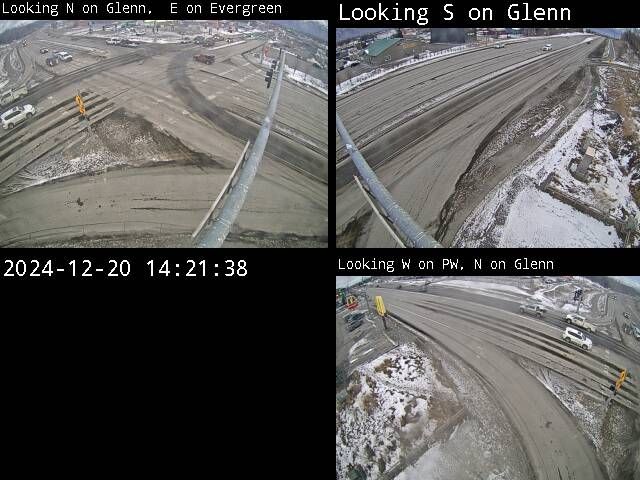 Looking N on Glenn,  E on Evergreen
Looking S on Glenn
2024-12-20 14:21:38
Looking W on PW, N on Glenn